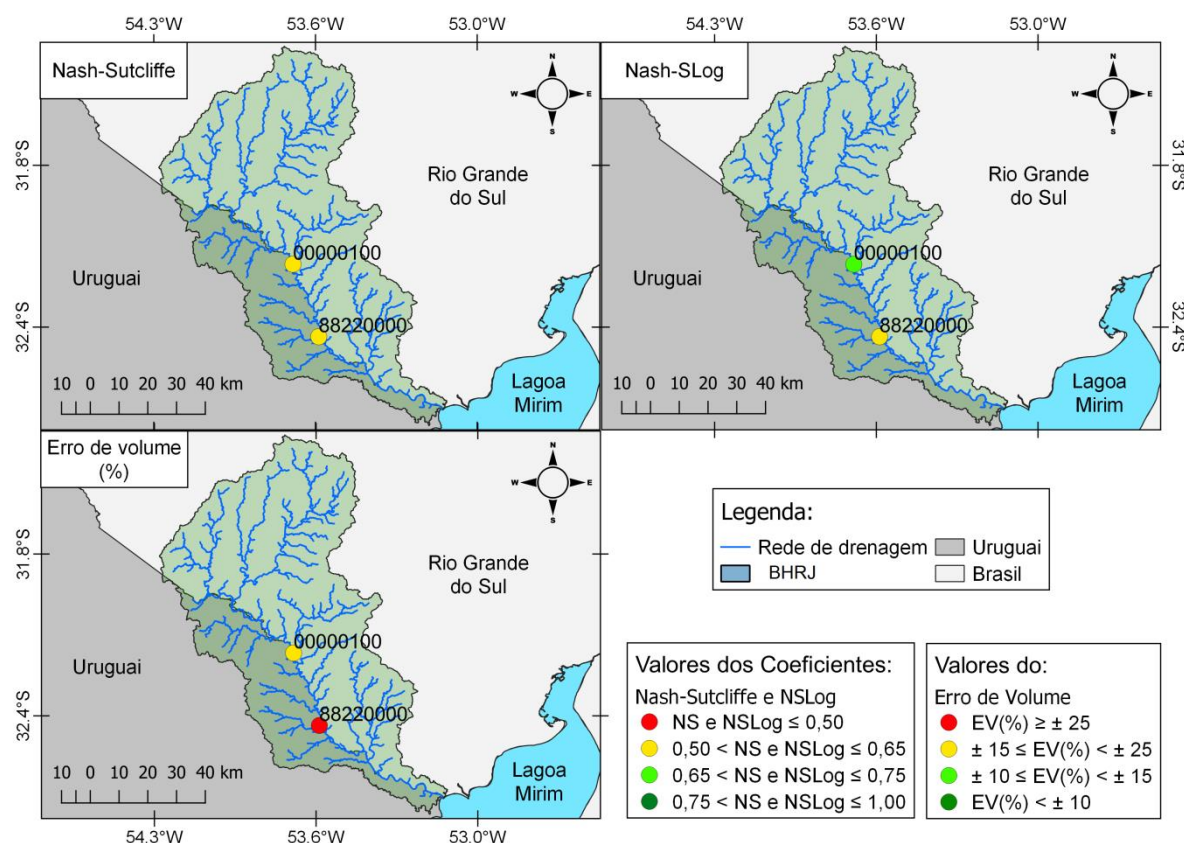 54.3°W
53.6°W
53.0°W
54.3°W
53.6°W
53.0°W
Nash-Sutcliffe
N
W
E
S
31.8°S
Rio Grande
do Sul
00000100
Uruguai
88220000
32.4°S
10 0 10 20 30 40 km
Lagoa
Mirim
Nash-SLog
N
W
E
S
31.8°S
Rio Grande
do Sul
00000100
Uruguai
88220000
32.4°S
10 0 10 20 30 40 km
Lagoa
Mirim
Erro de volume
(%)
N
W
E
S
31.8°S
Rio Grande
do Sul
00000100
Uruguai
88220000
32.4°S
10 0 10 20 30 40 km
Lagoa
Mirim
54.3°W
53.6°W
53.0°W
Legenda:
Rede de drenagem
Uruguai
BHRJ
Brasil
Valores dos Coeficientes:
Nash-Sutcliffe e NSLog
NS e NSLog ≤ 0,50
0,50 < NS e NSLog ≤ 0,65
0,65 < NS e NSLog ≤ 0,75
0,75 < NS e NSLog ≤ 1,00
Valores do:
Erro de Volume
EV(%) ≥ ± 25
± 15 ≤ EV(%) < ± 25
± 10 ≤ EV(%) < ± 15
EV(%) < ± 10